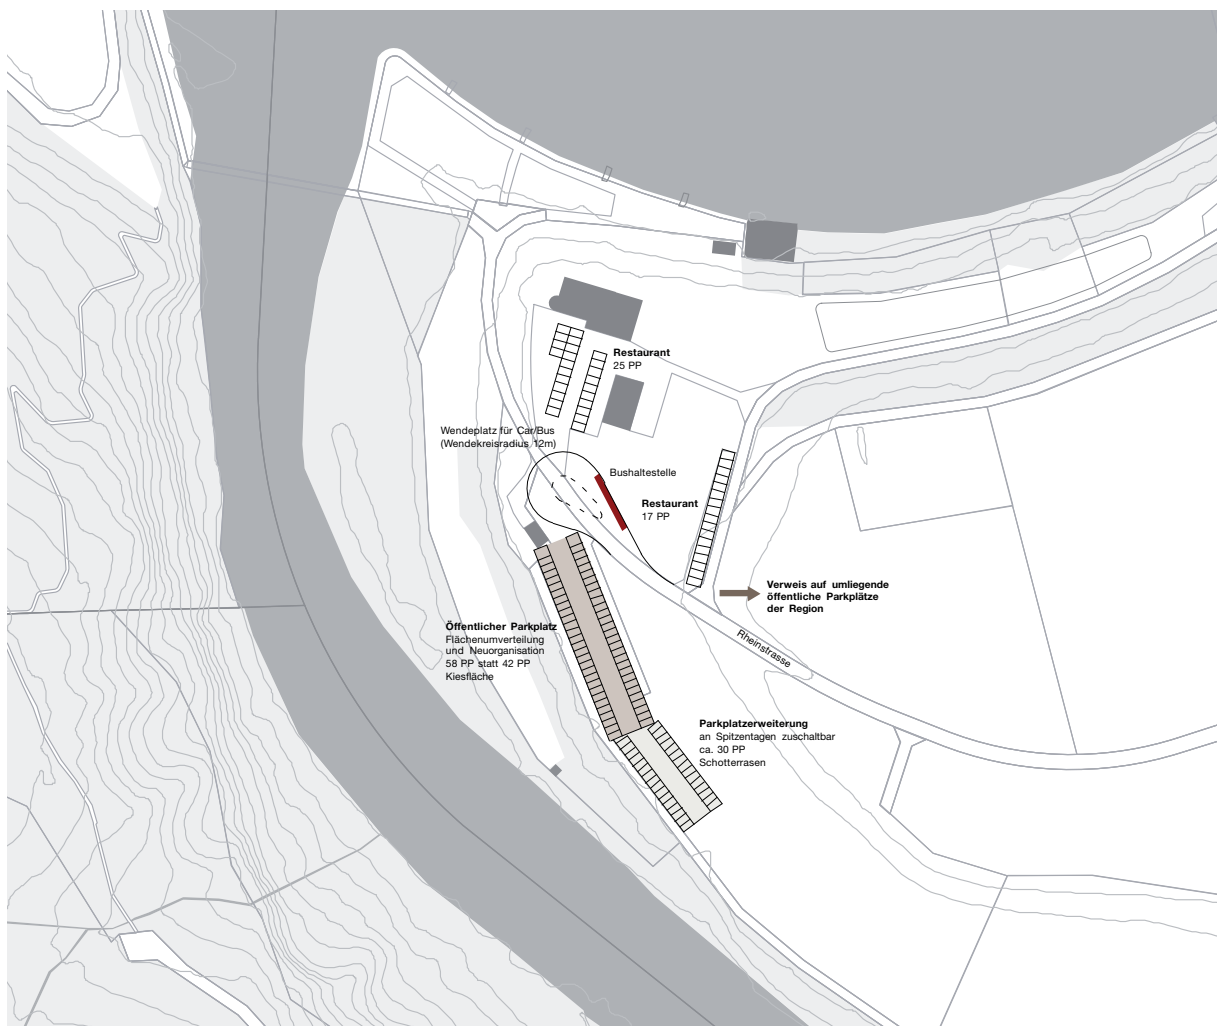 Restaurant
25 PP
Wendeplatz für Car/Bus
(Wendekreisradius 12m)
Bushaltestelle
Restaurant
17 PP
Verweis auf umliegende
öffentliche Parkplätze
der Region
Öffentlicher Parkplatz
Flächenumverteilung
und Neuorganisation
58 PP statt 42 PP
Kiesfläche
Rheinstrasse
Parkplatzerweiterung
an Spitzentagen zuschaltbar
ca. 30 PP
Schotterrasen